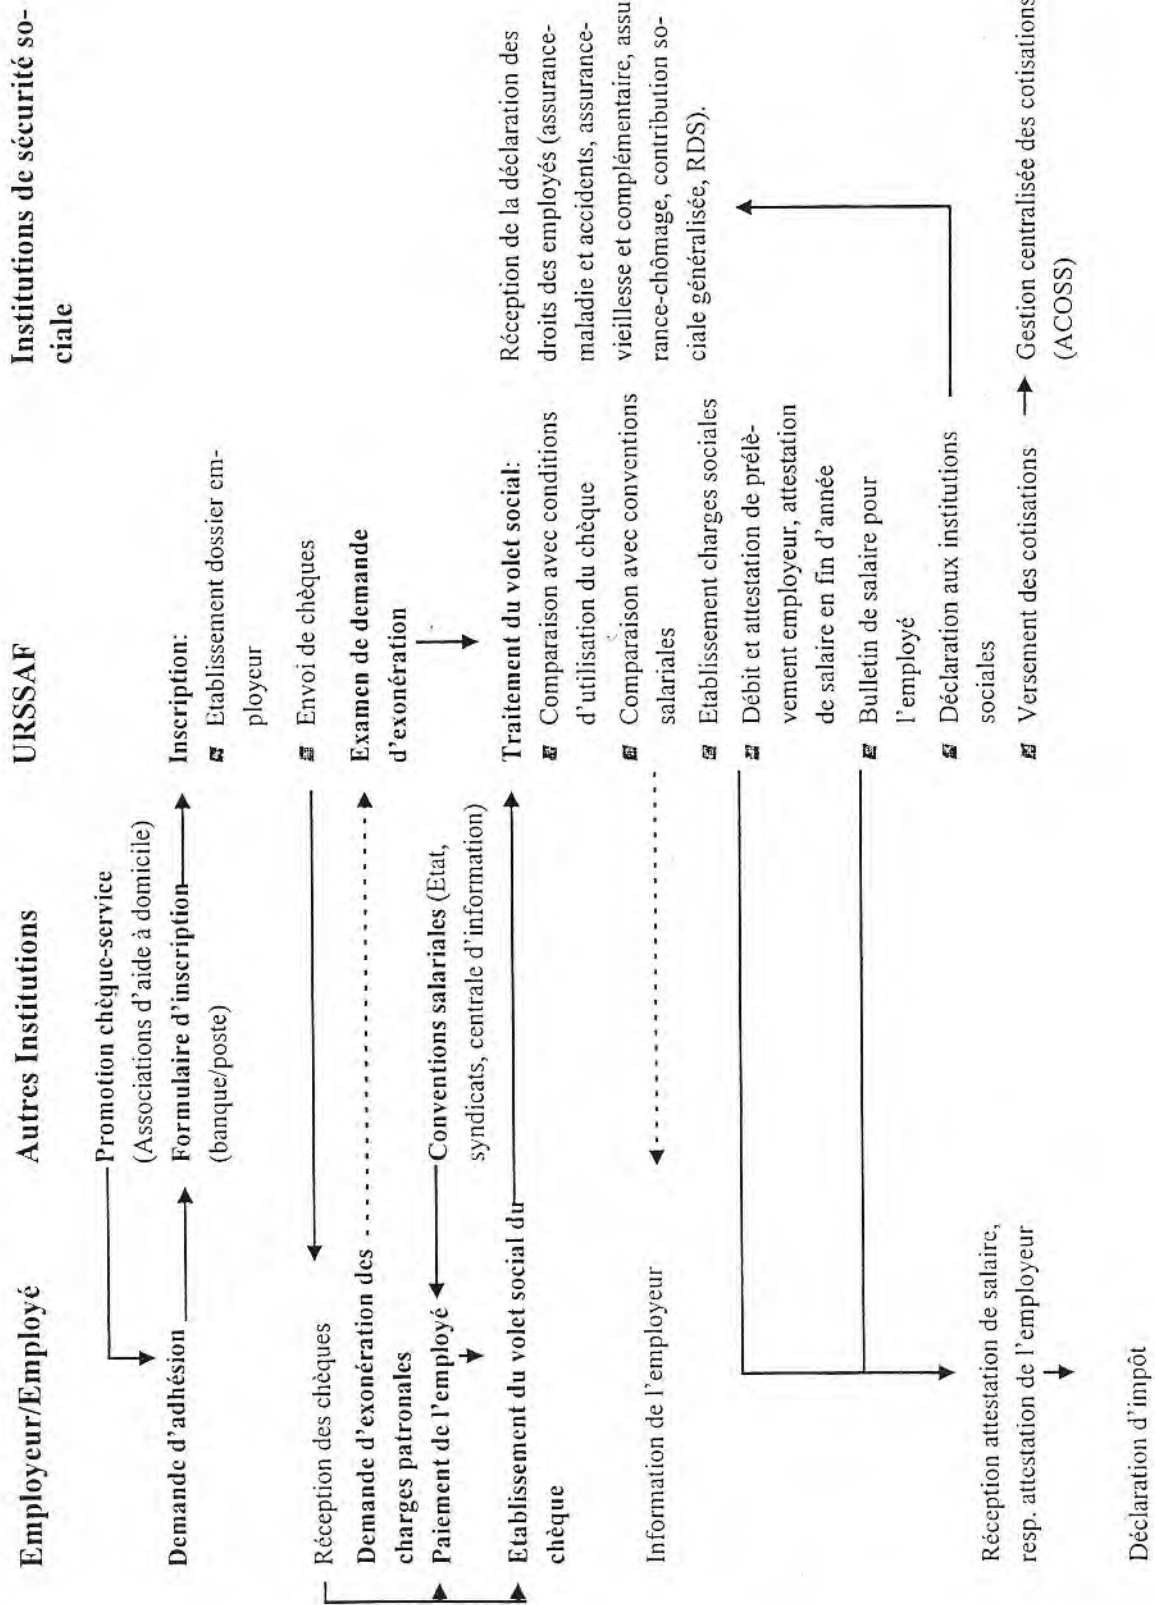 Employeur/Employé
Autres Institutions
URSSAF
Institutions de sécurité so-
ciale
Promotion chèque-service
(Associations d'aide à domicile)
Demande d'adhésion
Formulaire d'inscription
(banque/poste)
Inscription:
Etablissement dossier em-
ployeur
Envoi de chèques
Réception des chèques
Demande d'exonération des
charges patronales
Examen de demande
d'exonération
Paiement de l'employé
Conventions salariales (Etat,
syndicats, centrale d'information)
Etablissement du volet social du
chèque
Traitement du volet social:
Comparaison avec conditions
d'utilisation du chèque
Comparaison avec conventions
salariales
Etablissement charges sociales
Débit et attestation de prélè-
vement employeur, attestation
de salaire en fin d'année
Bulletin de salaire pour
l'employé
Déclaration aux institutions
sociales
Versement des cotisations
Réception de la déclaration des
droits des employés (assurance-
maladie et accidents, assurance-
vieillesse et complémentaire, assu
rance-chômage, contribution so-
ciale généralisée, RDS).
Gestion centralisée des cotisations
(ACOSS)
Information de l'employeur
Réception attestation de salaire,
resp. attestation de l'employeur
Déclaration d'impôt